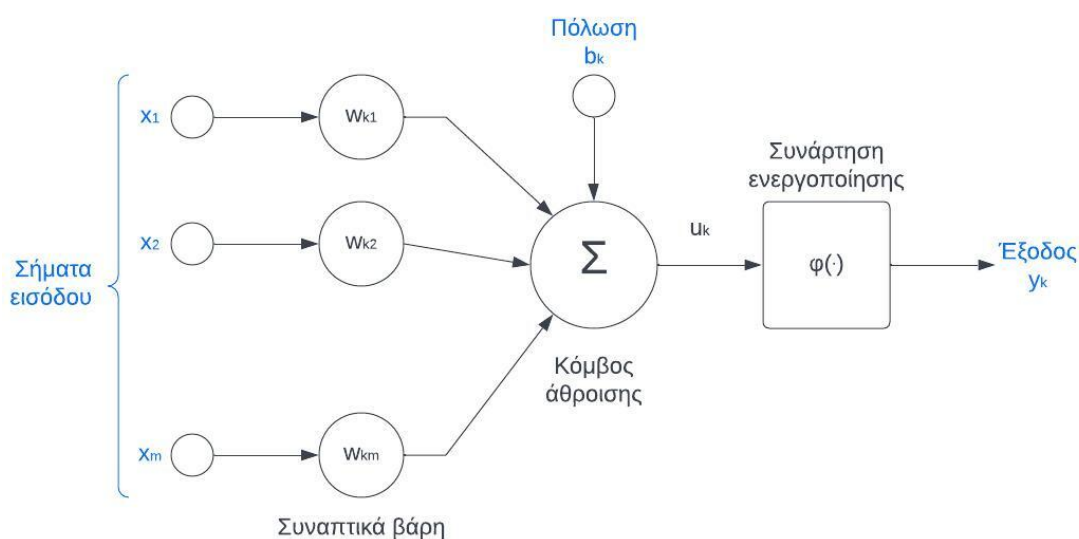 Πόλωση
bk
x1
wk1
Συνάρτηση
ενεργοποίησης
x2
wk2
Σ
uk
φ(·)
Έξοδος
yk
Σήματα
εισόδου
Κόμβος
άθροισης
xm
wkm
Συναπτικά βάρη